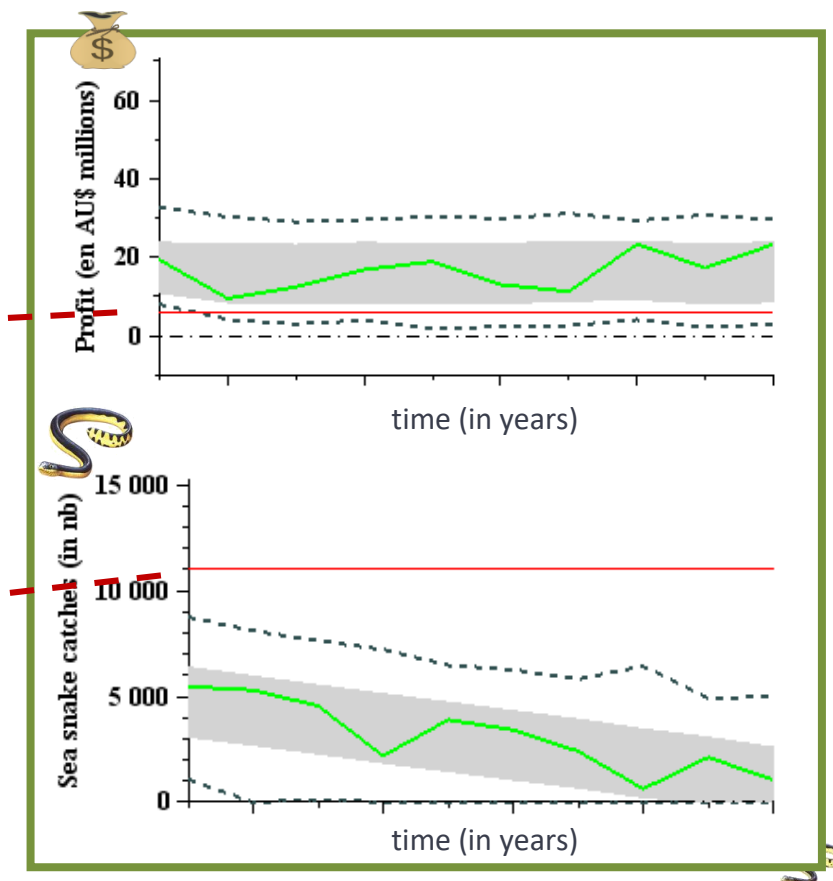 $
Profit (en AU$ millions)
60
40
20
0
time (in years)
Sea snake catches (in nb)
15 000
10 000
5 000
0
time (in years)